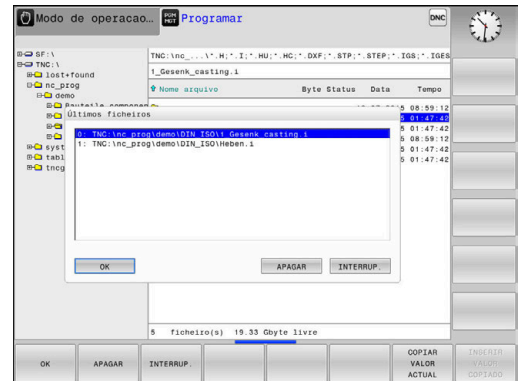 Modo de operacao... PGM MGT Programar DNC
SF:\
TNC:\
lost+found
nc_prog
demo
Bauteile_componen
syst
tabl
tncg
TNC:\nc_...\*.H;*.I;*.HU;*.HC;*.DXF;*.STP;*.STEP;*.IGS;*.IGES
1_Gesenk_casting.i
Nome arquivo Byte Status Data Tempo
5 08:59:12
5 01:47:42
5 01:47:42
5 08:59:12
5 01:47:42
5 01:47:42
Últimos ficheiros
0: TNC:\nc_prog\demo\DIN_ISO\1_Gesenk_casting.i
1: TNC:\nc_prog\demo\DIN_ISO\Heben.i
OK APAGAR INTERRUP.
5 ficheiro(s) 19.33 Gbyte livre
OK APAGAR INTERRUP. COPIAR VALOR ACTUAL INSERIR VALOR COPIADO